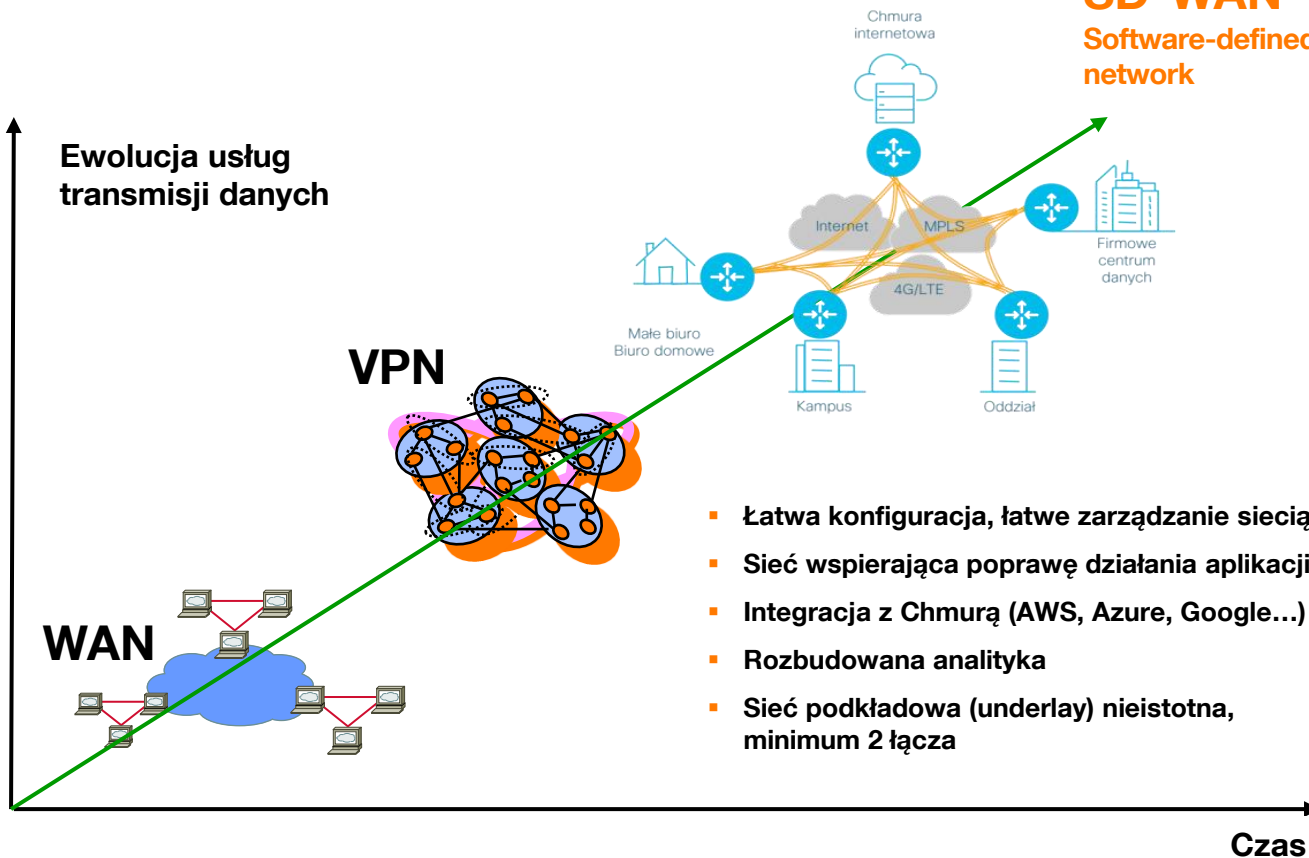 SD-WAN
Software-defined
network
Chmura
internetowa
Ewolucja usług
transmisji danych
Internet
MPLS
4G/LTE
Firmowe
centrum
danych
Małe biuro
Biuro domowe
Kampus
Oddział
VPN
WAN
▪ Łatwa konfiguracja, łatwe zarządzanie siecią
▪ Sieć wspierająca poprawę działania aplikacji
▪ Integracja z Chmurą (AWS, Azure, Google…)
▪ Rozbudowana analityka
▪ Sieć podkładowa (underlay) nieistotna,
minimum 2 łącza
Czas